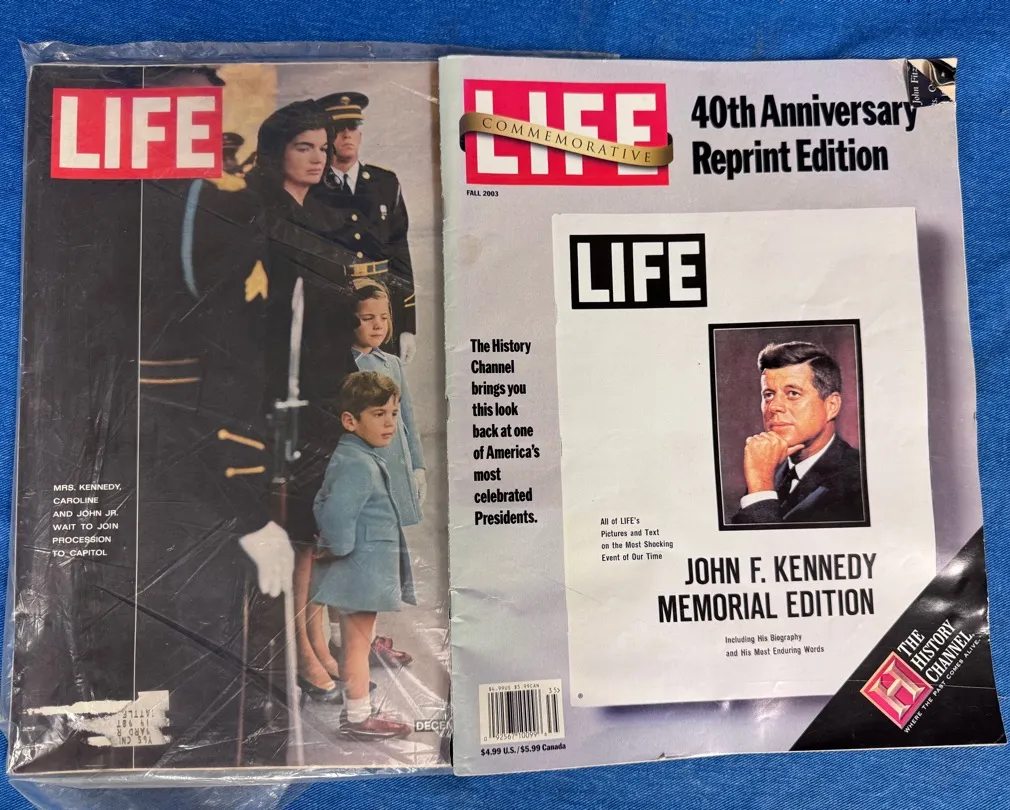 LIFE
MRS. KENNEDY,
CAROLINE
AND JOHN JR.
WAIT TO JOIN
PROCESSION
TO CAPITOL
LIFE
COMMEMORATIVE
FALL 2003
40th Anniversary
Reprint Edition
The History
Channel
brings you
this look
back at one
of America's
most
celebrated
Presidents.
LIFE
All of LIFE's
Pictures and Text
on the Most Shocking
Event of Our Time
JOHN F. KENNEDY
MEMORIAL EDITION
Including His Biography
and His Most Enduring Words
THE
HISTORY
CHANNEL.
WHERE THE PAST COMES ALIVE.
H
$4.99US $5.99CAN
$4.99 U.S./$5.99 Canada